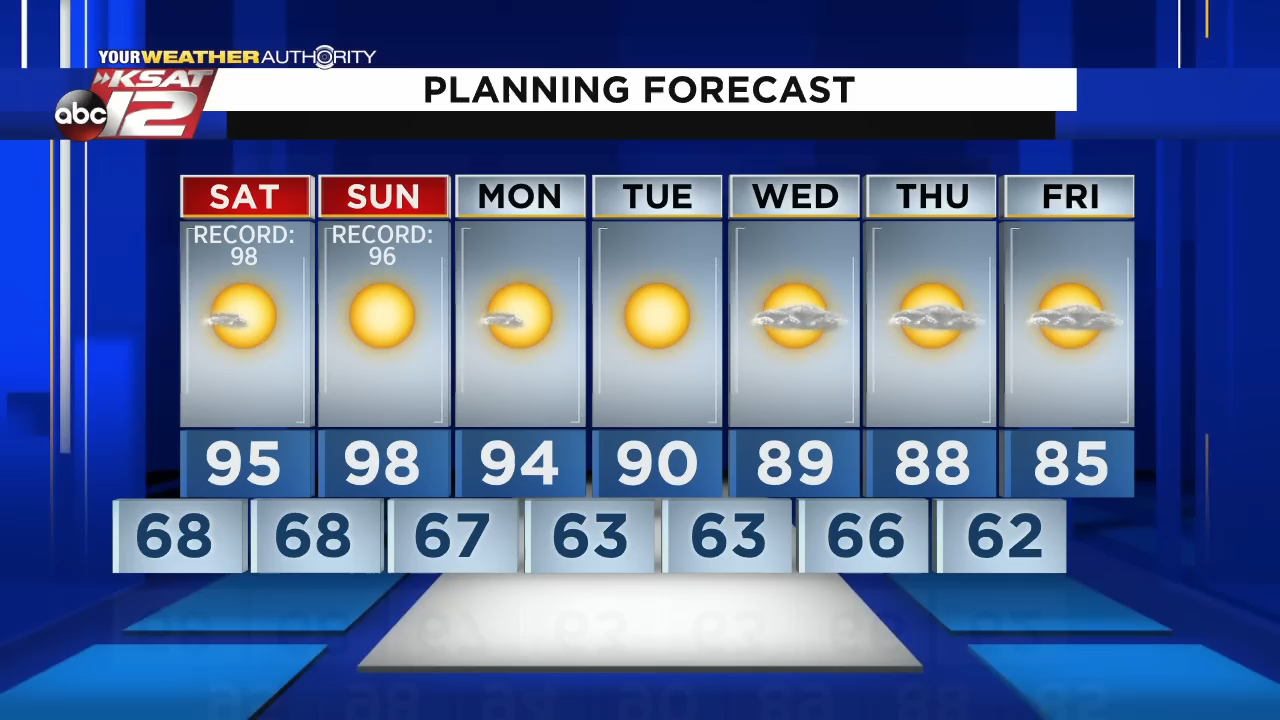 YOURWEATHERAUTHORITY
KSAT
abc 12
PLANNING FORECAST
SAT SUN MON TUE WED THU FRI
RECORD: RECORD:
98 96
95 98 94 90 89 88 85
68 68 67 63 63 66 62